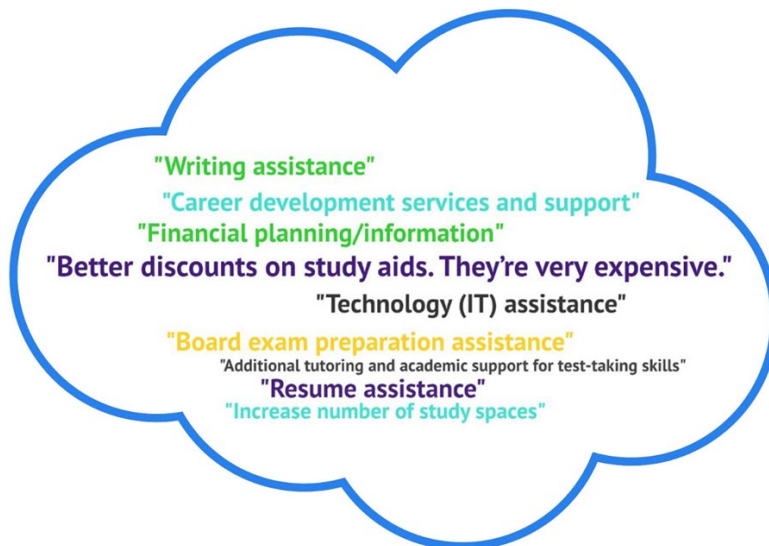 "Writing assistance"
"Career development services and support"
"Financial planning/information"
"Better discounts on study aids. They’re very expensive."
"Technology (IT) assistance"
"Board exam preparation assistance"
"Additional tutoring and academic support for test-taking skills"
"Resume assistance"
"Increase number of study spaces"